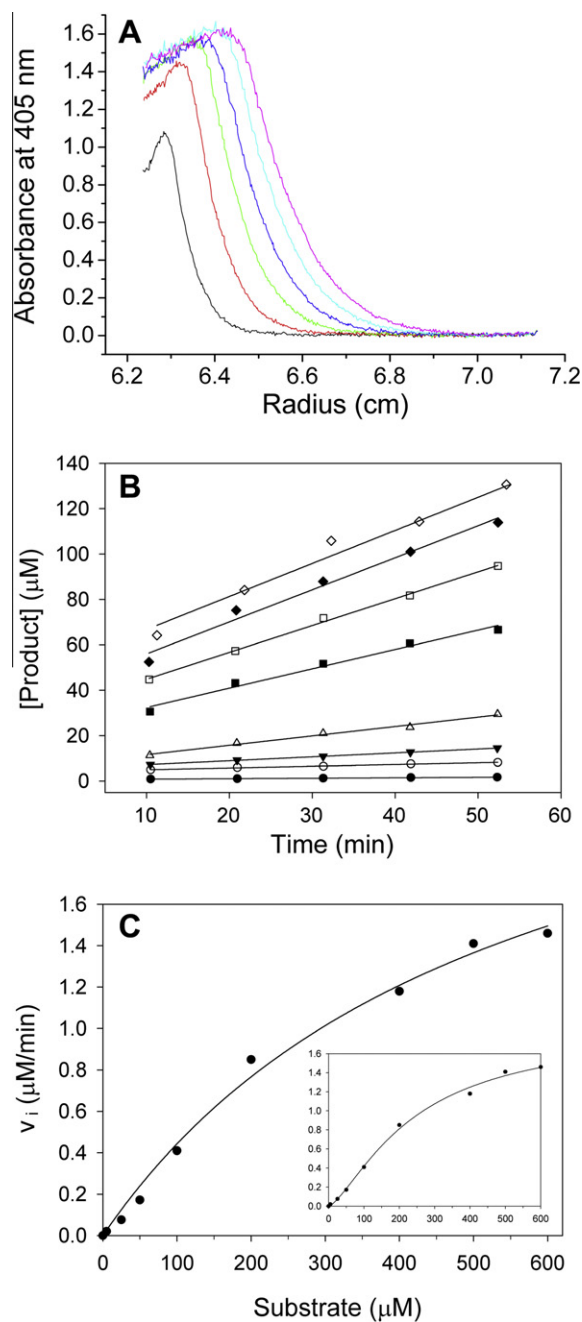 A
Absorbance at 405 nm
1.6
1.4
1.2
1.0
0.8
0.6
0.4
0.2
0.0
6.2 6.4 6.6 6.8 7.0 7.2
Radius (cm)
B
[Product] (μM)
140
120
100
80
60
40
20
0
0 10 20 30 40 50 60
Time (min)
C
v i (μM/min)
1.6
1.4
1.2
1.0
0.8
0.6
0.4
0.2
0.0
0 100 200 300 400 500 600
Substrate (μM)
1.6
1.4
1.2
1.0
0.8
0.6
0.4
0.2
0.0
0 100 200 300 400 500 600